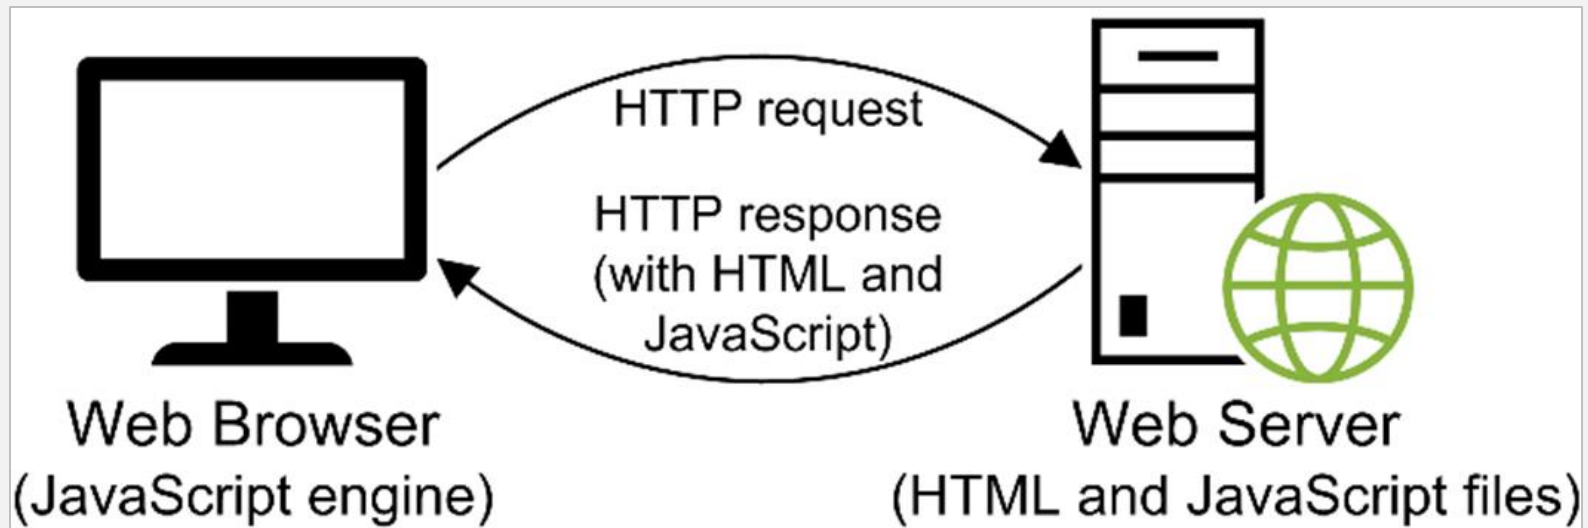 HTTP request
HTTP response
(with HTML and
JavaScript)
Web Browser
(JavaScript engine)
Web Server
(HTML and JavaScript files)